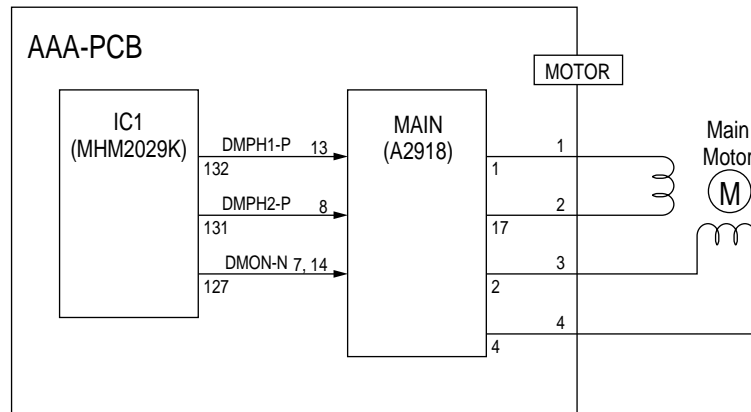 AAA-PCB
MOTOR
IC1
(MHM2029K)
MAIN
(A2918)
Main
Motor
M
DMPH1-P 13
132
1
1
DMPH2-P 8
131
2
17
DMON-N 7, 14
127
3
2
4
4